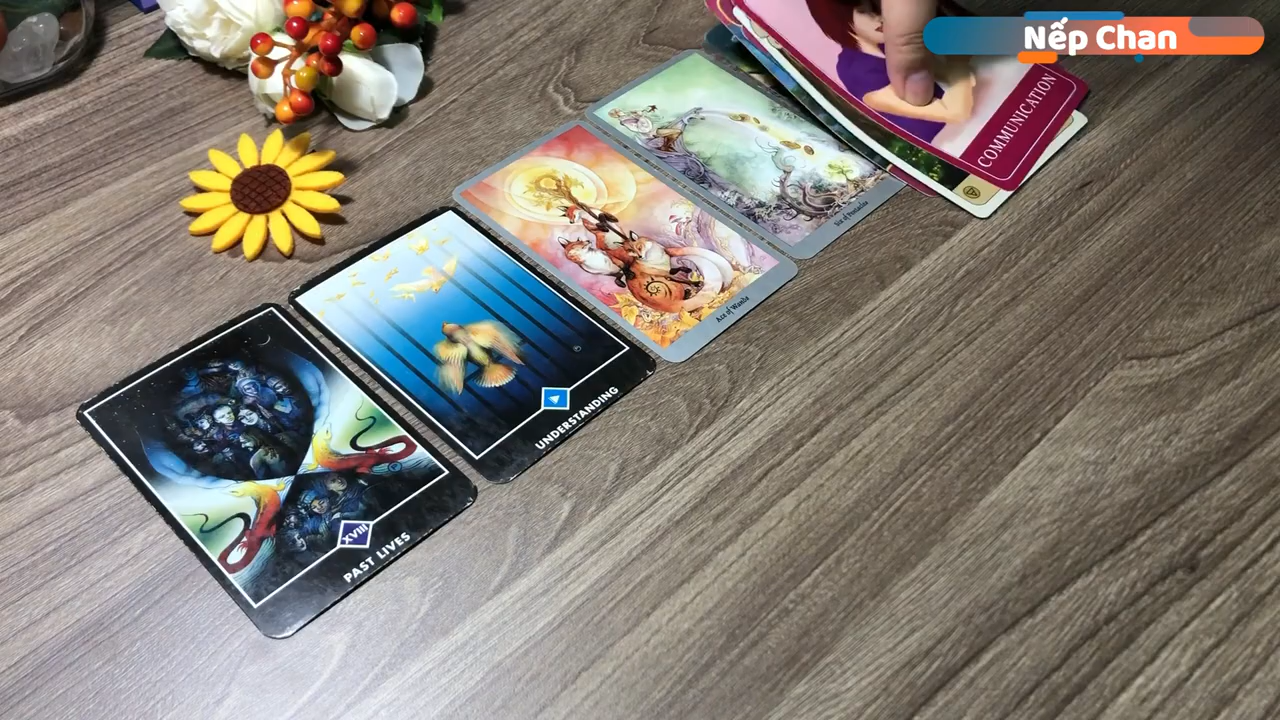 Nếp Chan
COMMUNICATION
Six of Pentacles
Ace of Wands
UNDERSTANDING
XVIII
PAST LIVES